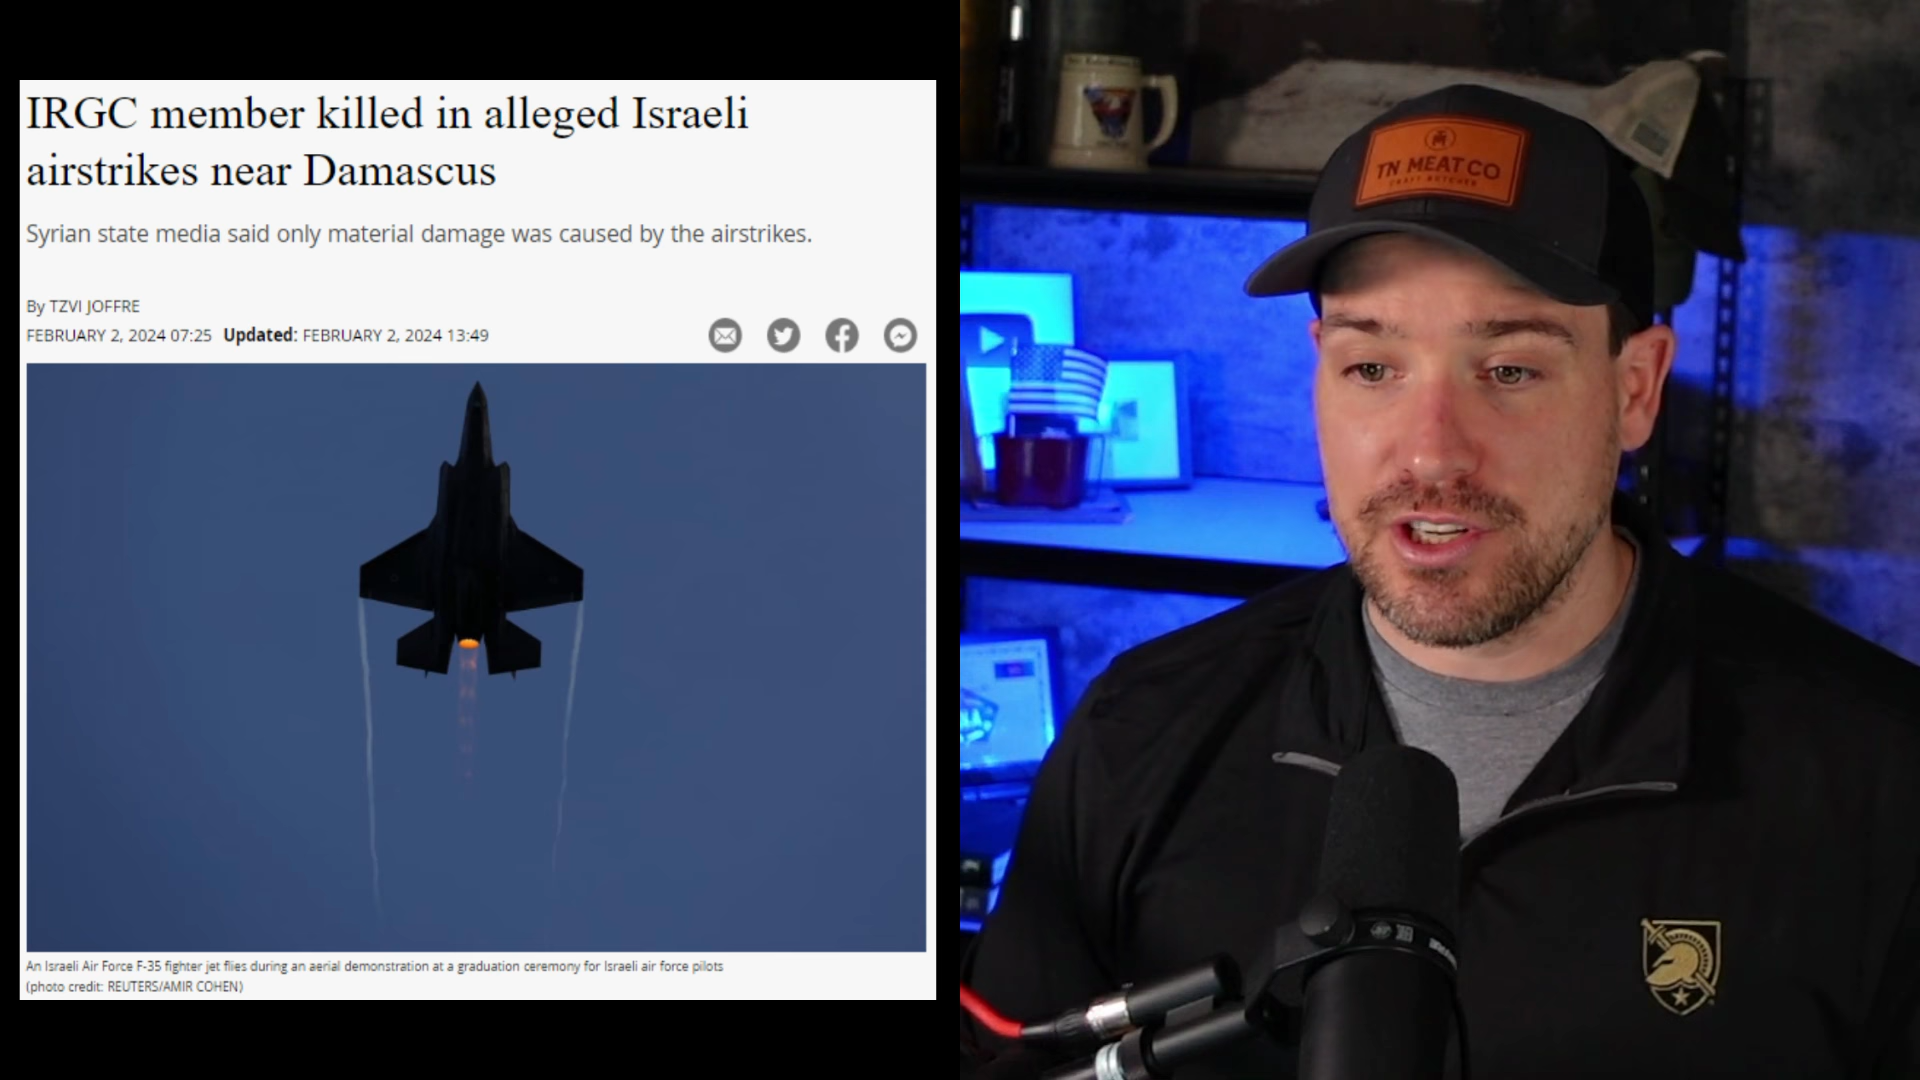 IRGC member killed in alleged Israeli
airstrikes near Damascus
Syrian state media said only material damage was caused by the airstrikes.
By TZVI JOFFRE
FEBRUARY 2, 2024 07:25 Updated: FEBRUARY 2, 2024 13:49
An Israeli Air Force F-35 fighter jet flies during an aerial demonstration at a graduation ceremony for Israeli air force pilots
(photo credit: REUTERS/AMIR COHEN)
TN MEAT CO
CRAFT BUTCHER